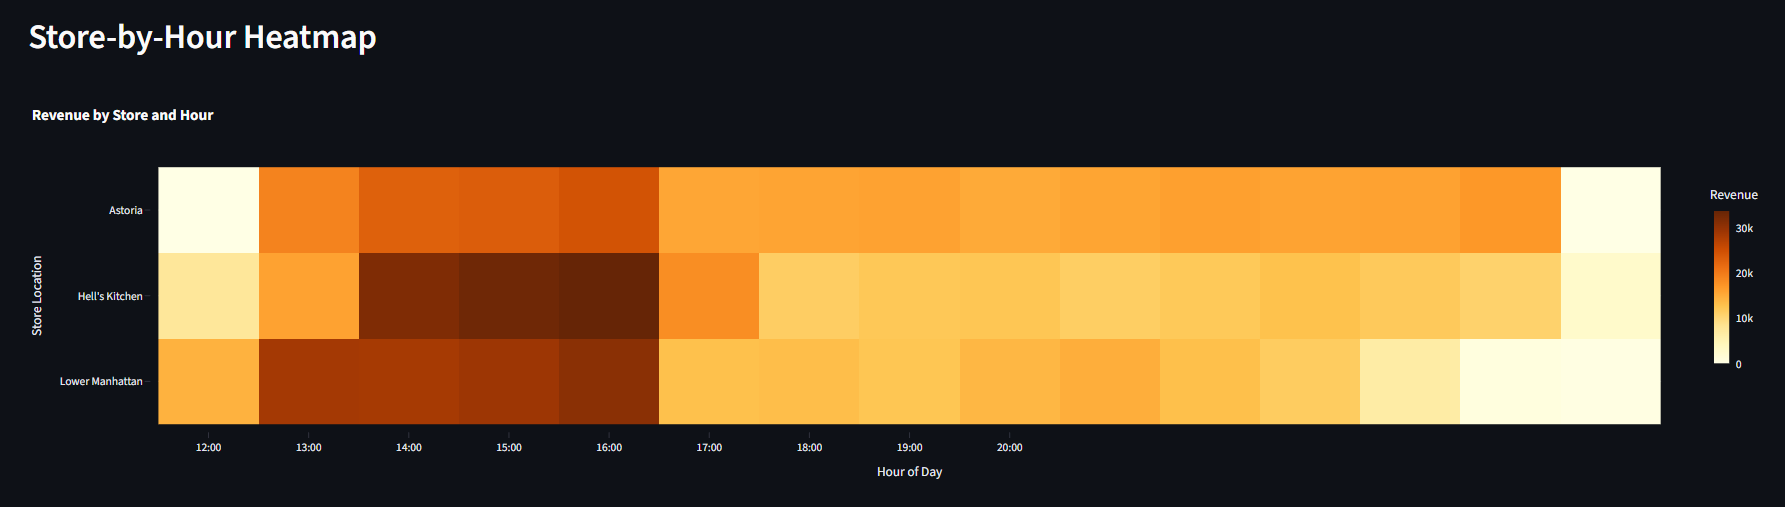 Store-by-Hour Heatmap
Revenue by Store and Hour
Revenue
30k
20k
10k
0
Store Location
Astoria
Hell's Kitchen
Lower Manhattan
12:00 13:00 14:00 15:00 16:00 17:00 18:00 19:00 20:00
Hour of Day